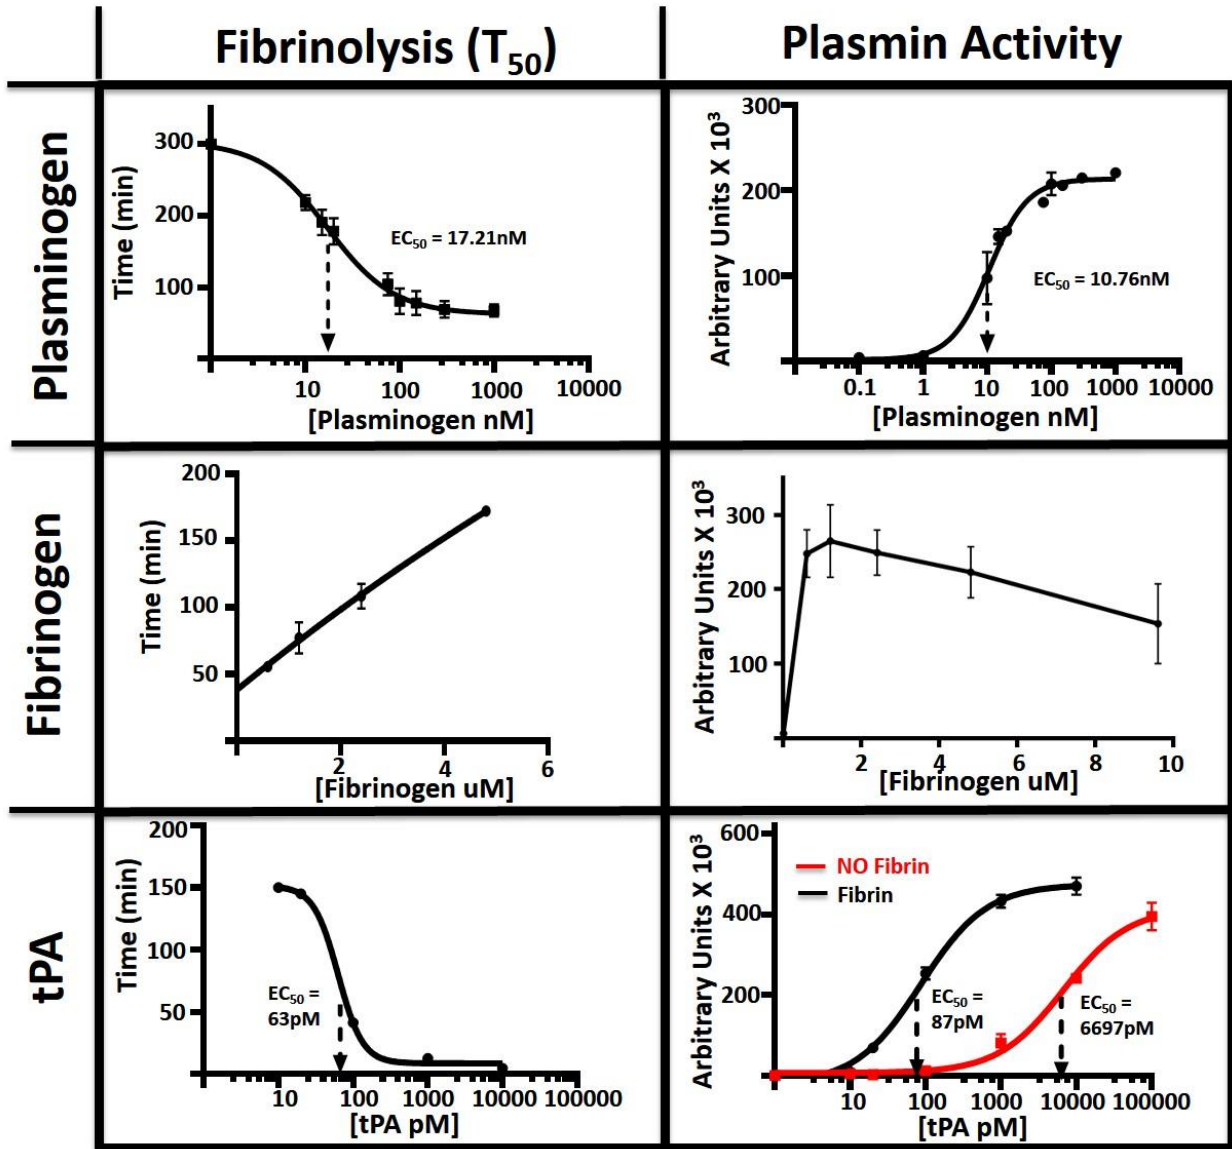 Fibrinolysis (T50)
Plasmin Activity
Plasminogen
Time (min)
300
200
100
EC50 = 17.21nM
10 100 1000 10000
[Plasminogen nM]
Arbitrary Units X 10³
300
200
100
EC50 = 10.76nM
0.1 1 10 100 1000 10000
[Plasminogen nM]
Fibrinogen
Time (min)
200
150
100
50
2 4 6
[Fibrinogen uM]
Arbitrary Units X 10³
300
200
100
2 4 6 8 10
[Fibrinogen uM]
tPA
Time (min)
200
150
100
50
EC50 =
63pM
10 100 1000 10000 100000
[tPA pM]
Arbitrary Units X 10³
600
400
200
NO Fibrin
Fibrin
EC50 =
87pM
EC50 =
6697pM
10 100 1000 10000 100000
[tPA pM]